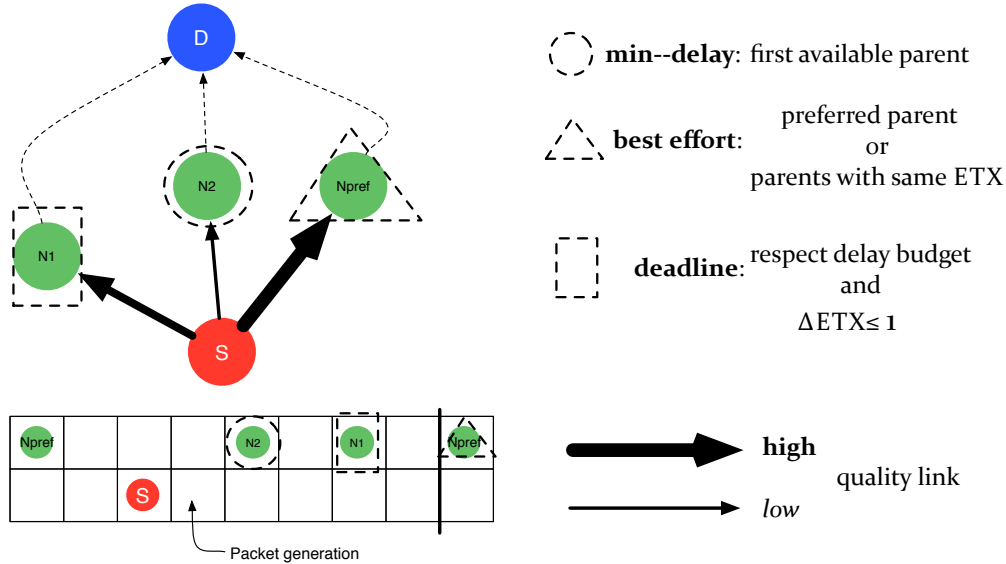 D
N2
Npref
N1
S
min--delay: first available parent
best effort: preferred parent
or
parents with same ETX
deadline: respect delay budget
and
ΔETX≤ 1
Npref
N2
N1
Npref
S
Packet generation
high
quality link
low